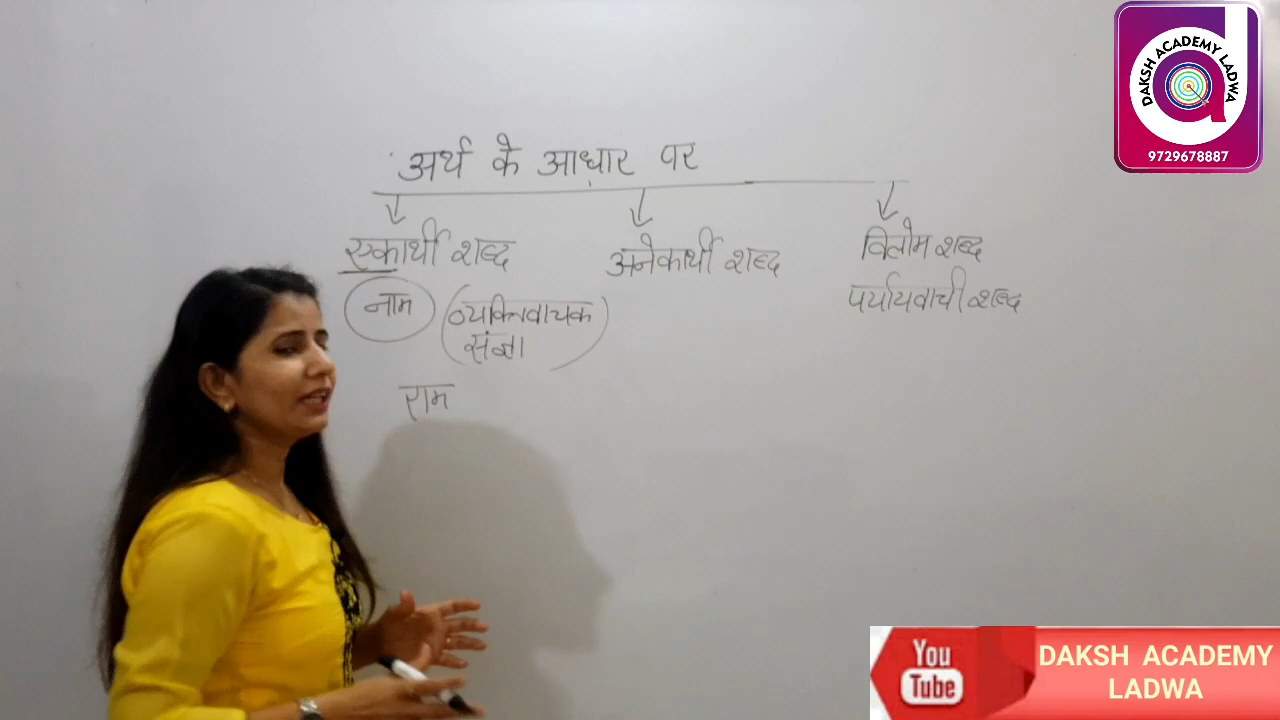 DAKSH ACADEMY LADWA
9729678887
अर्थ के आधार पर
एकार्थी शब्द
अनेकार्थी शब्द
विलोम शब्द
पर्यायवाची शब्द
नाम
(व्यक्तिवाचक
संज्ञा)
राम
You
Tube
DAKSH ACADEMY
LADWA